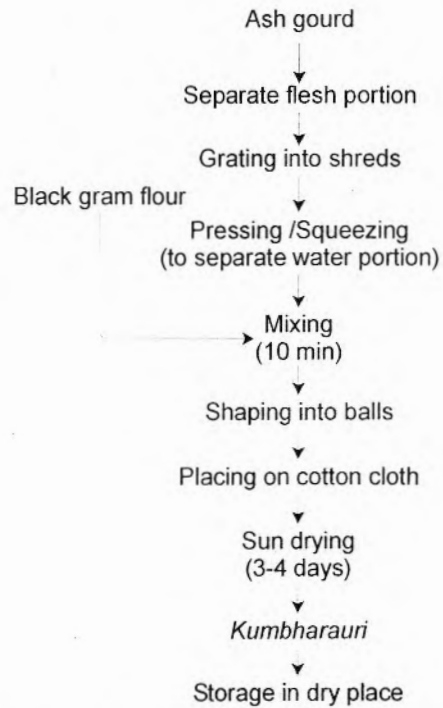 Ash gourd
Separate flesh portion
Grating into shreds
Black gram flour
Pressing /Squeezing
(to separate water portion)
Mixing
(10 min)
Shaping into balls
Placing on cotton cloth
Sun drying
(3-4 days)
Kumbharauri
Storage in dry place